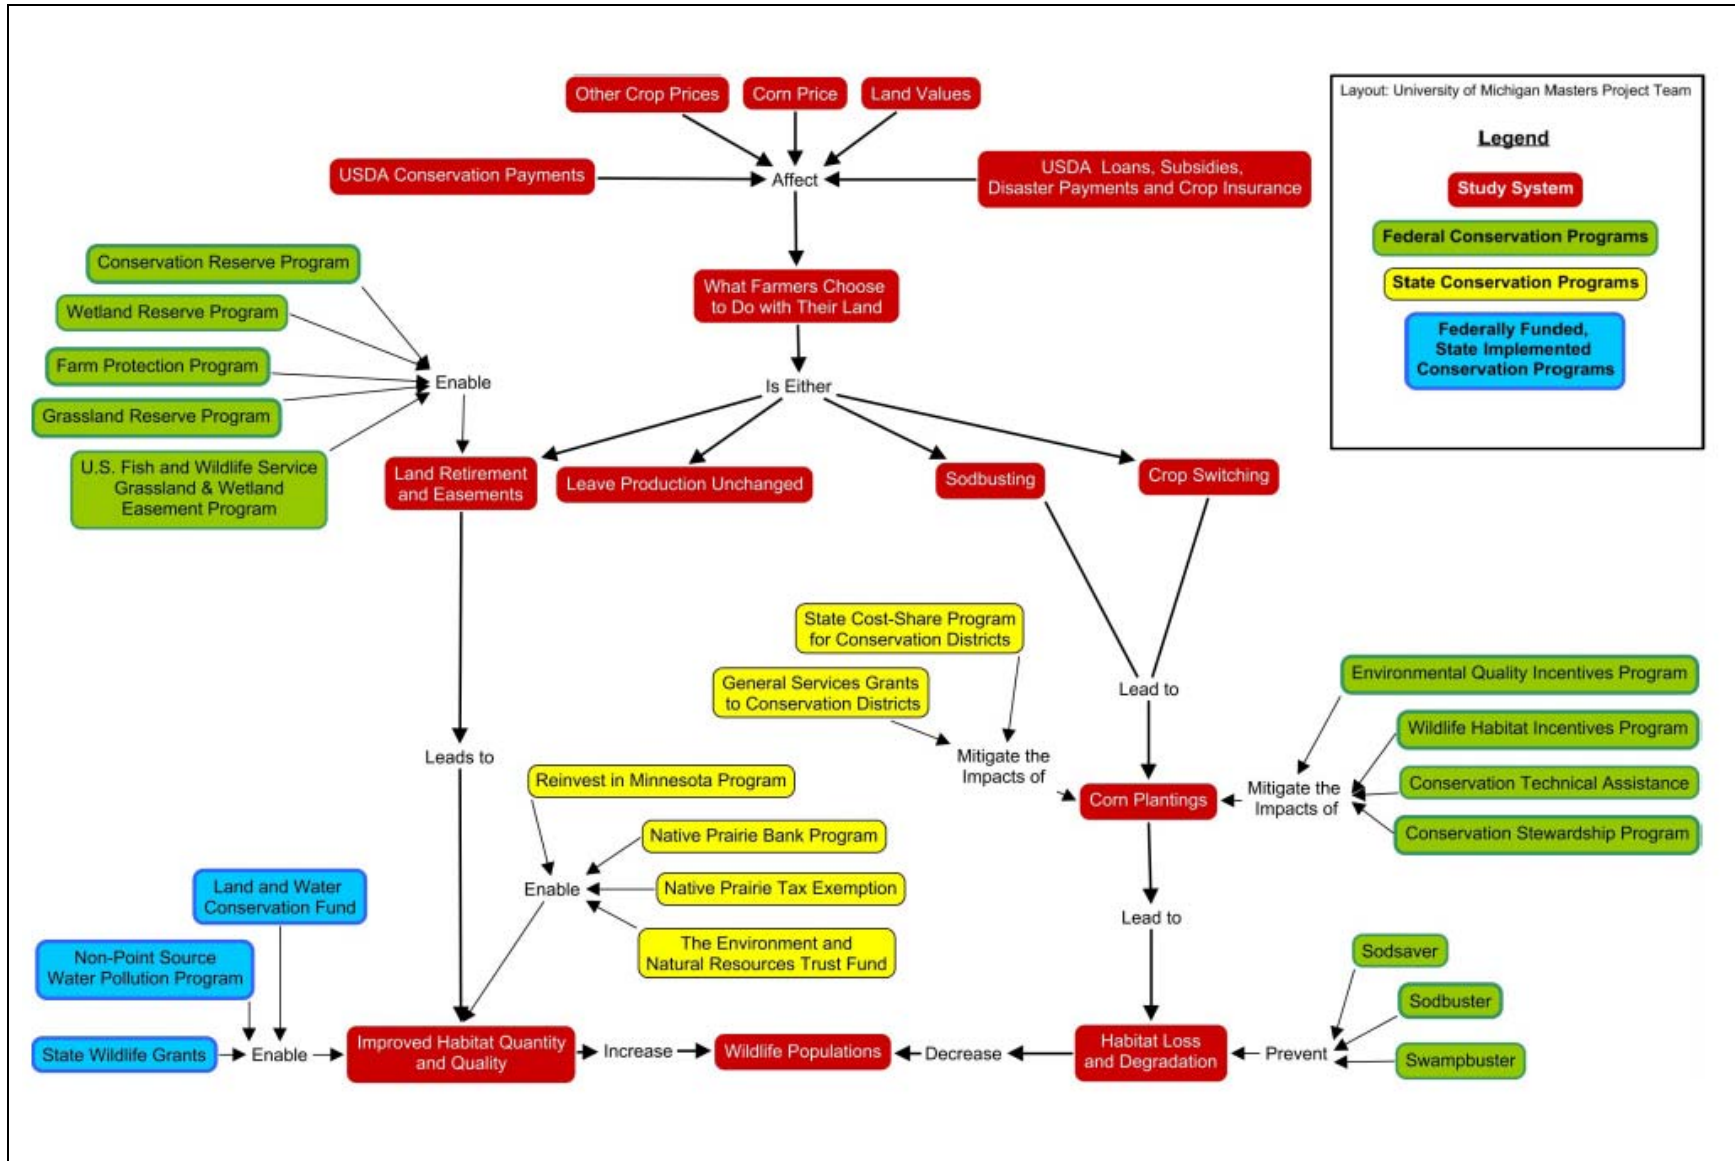 Layout: University of Michigan Masters Project Team
Legend
Study System
Federal Conservation Programs
State Conservation Programs
Federally Funded,
State Implemented
Conservation Programs
Other Crop Prices
Corn Price
Land Values
USDA Conservation Payments
Affect
USDA Loans, Subsidies,
Disaster Payments and Crop Insurance
What Farmers Choose
to Do with Their Land
Is Either
Conservation Reserve Program
Wetland Reserve Program
Farm Protection Program
Grassland Reserve Program
U.S. Fish and Wildlife Service
Grassland & Wetland
Easement Program
Enable
Land Retirement
and Easements
Leave Production Unchanged
Sodbusting
Crop Switching
State Cost-Share Program
for Conservation Districts
General Services Grants
to Conservation Districts
Mitigate the
Impacts of
Lead to
Corn Plantings
Mitigate the
Impacts of
Environmental Quality Incentives Program
Wildlife Habitat Incentives Program
Conservation Technical Assistance
Conservation Stewardship Program
Leads to
Reinvest in Minnesota Program
Native Prairie Bank Program
Native Prairie Tax Exemption
The Environment and
Natural Resources Trust Fund
Enable
Lead to
Land and Water
Conservation Fund
Non-Point Source
Water Pollution Program
State Wildlife Grants
Enable
Improved Habitat Quantity
and Quality
Increase
Wildlife Populations
Decrease
Habitat Loss
and Degradation
Prevent
Sodsaver
Sodbuster
Swampbuster